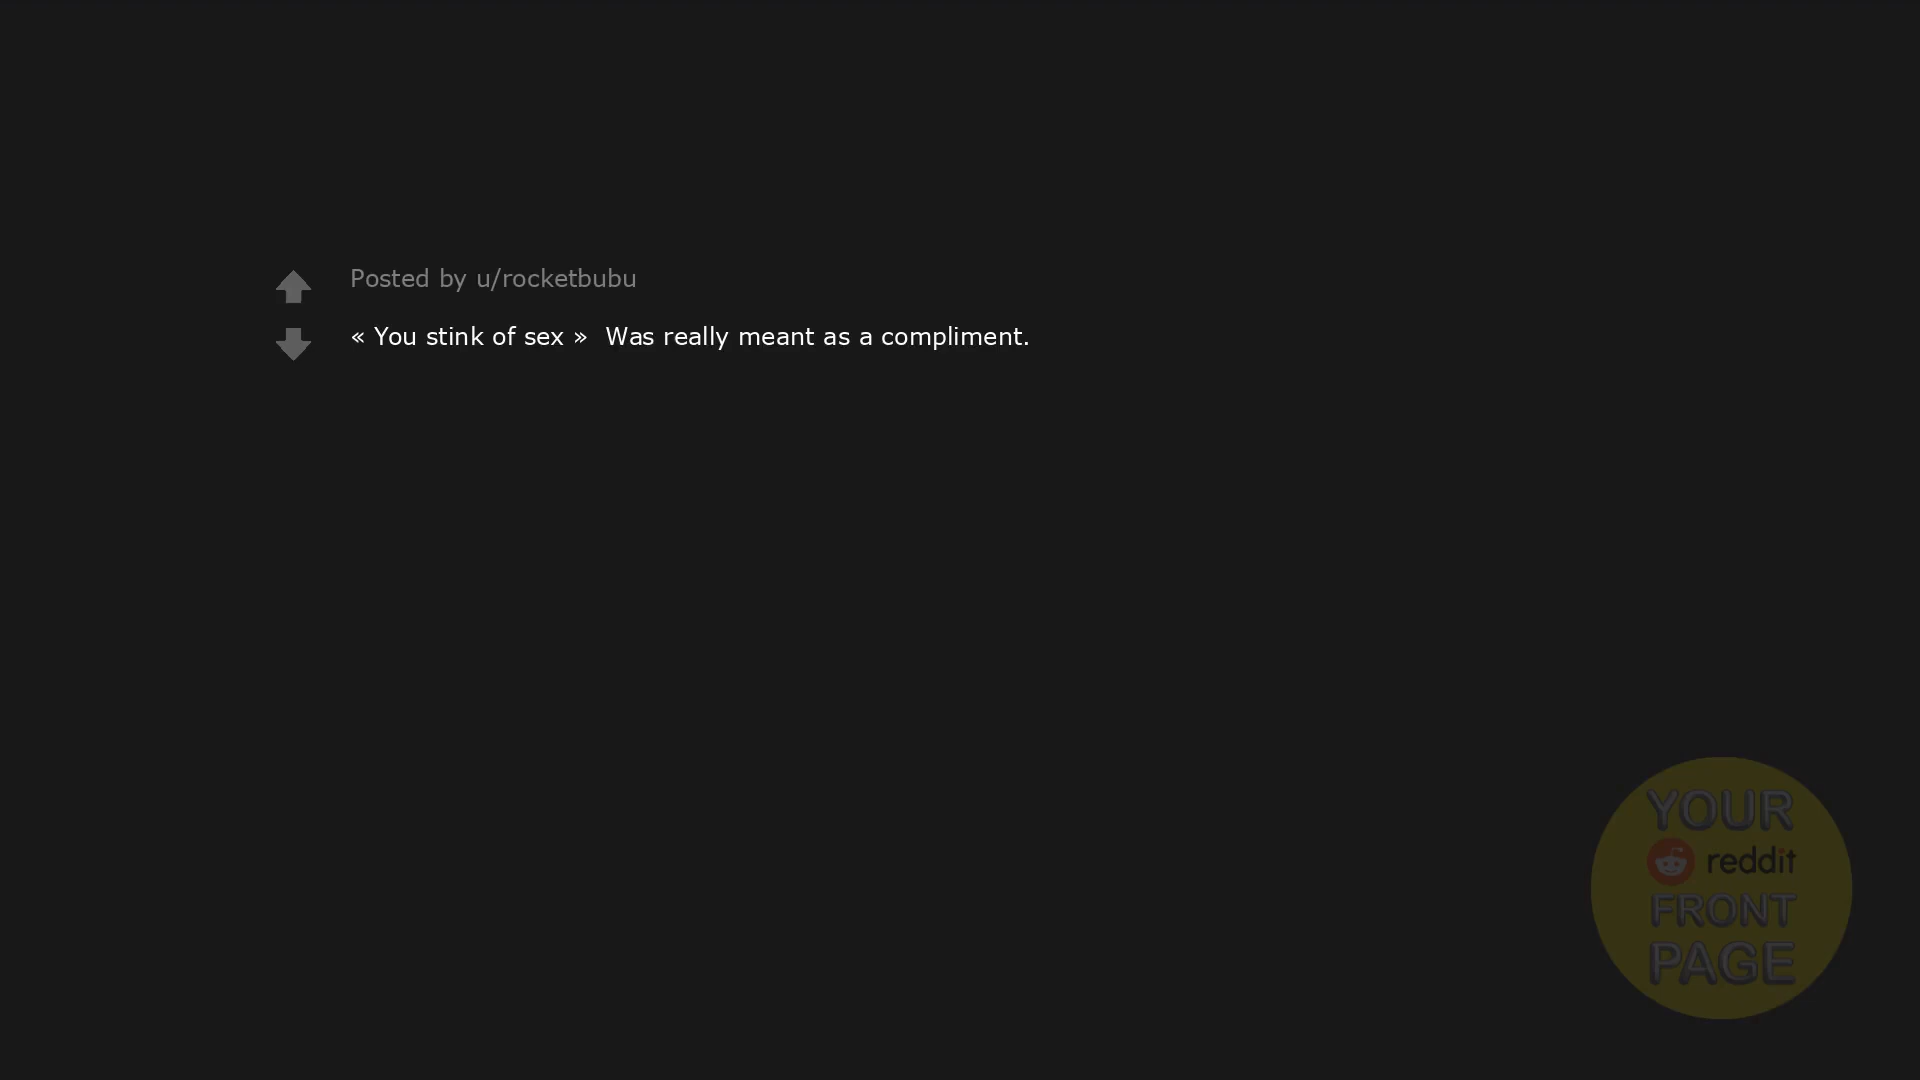 Posted by u/rocketbubu
« You stink of sex »  Was really meant as a compliment.
YOUR
reddit
FRONT
PAGE